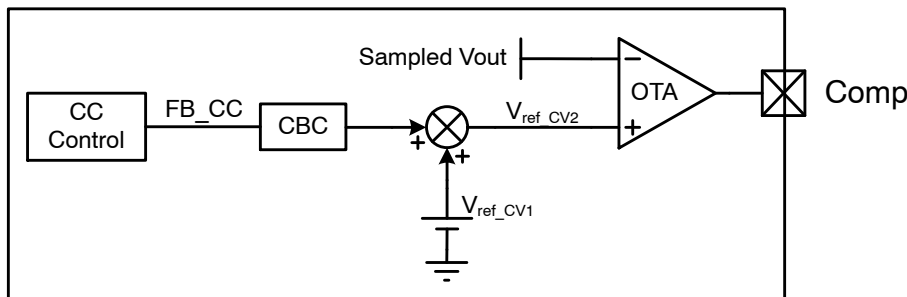 Sampled Vout
OTA
Comp
CC
Control
FB_CC
CBC
V_ref_CV2
V_ref_CV1